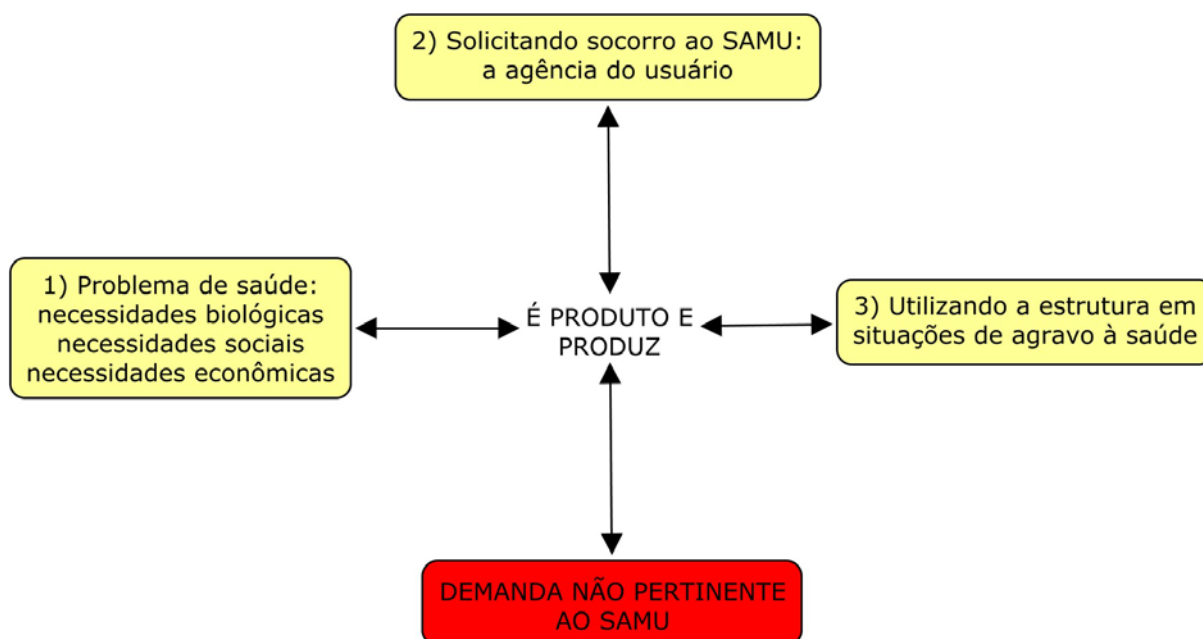 2) Solicitando socorro ao SAMU:
a agência do usuário
1) Problema de saúde:
necessidades biológicas
necessidades sociais
necessidades econômicas
É PRODUTO E
PRODUZ
3) Utilizando a estrutura em
situações de agravo à saúde
DEMANDA NÃO PERTINENTE
AO SAMU